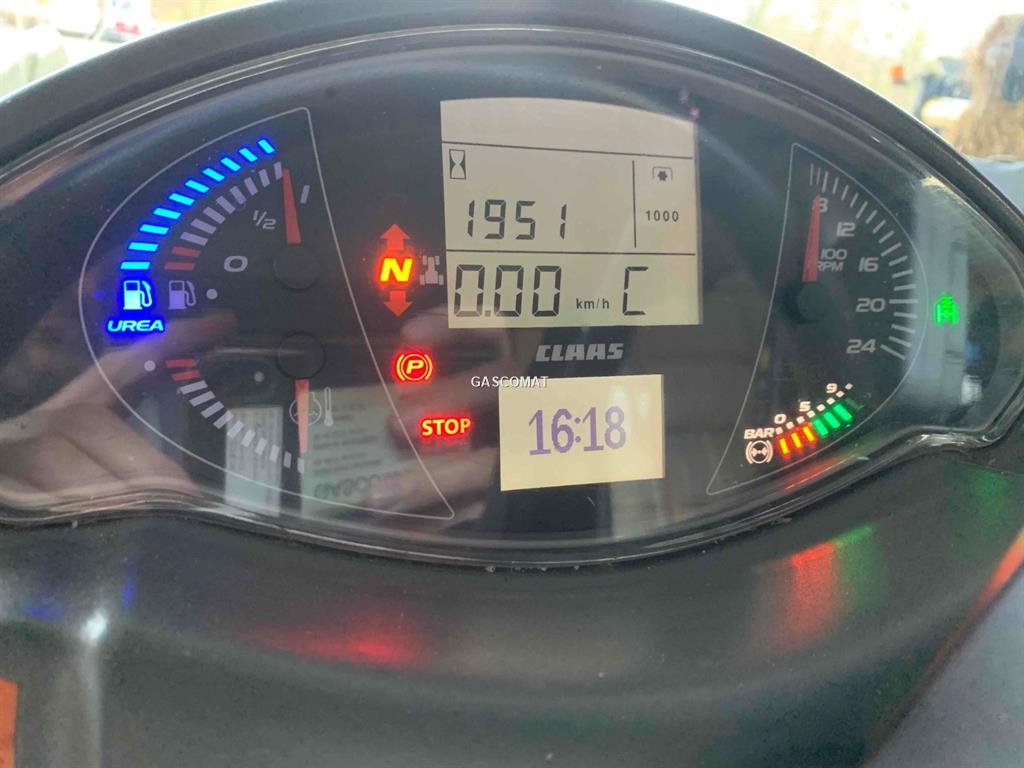 1951
1000
0.00 km/h C
CLAAS
GASCOMAT
16:18
STOP
N
P
1
1/2
0
UREA
8
12
100
RPM
16
20
24
9
5
0
BAR